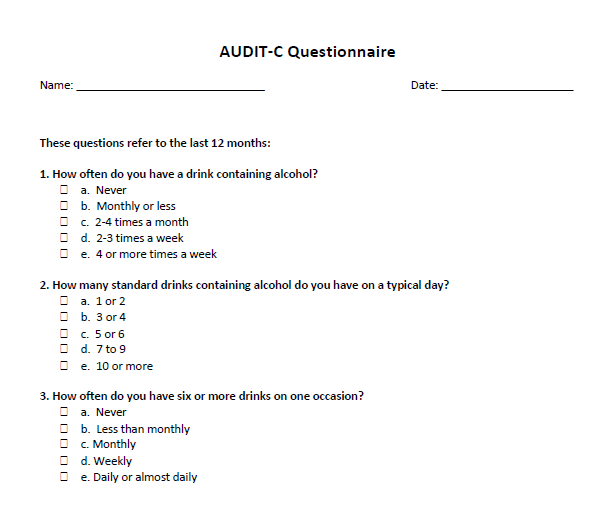 AUDIT-C Questionnaire
Name: ____________________ Date: ____________________
These questions refer to the last 12 months:
1. How often do you have a drink containing alcohol?
a. Never
b. Monthly or less
c. 2-4 times a month
d. 2-3 times a week
e. 4 or more times a week
2. How many standard drinks containing alcohol do you have on a typical day?
a. 1 or 2
b. 3 or 4
c. 5 or 6
d. 7 to 9
e. 10 or more
3. How often do you have six or more drinks on one occasion?
a. Never
b. Less than monthly
c. Monthly
d. Weekly
e. Daily or almost daily